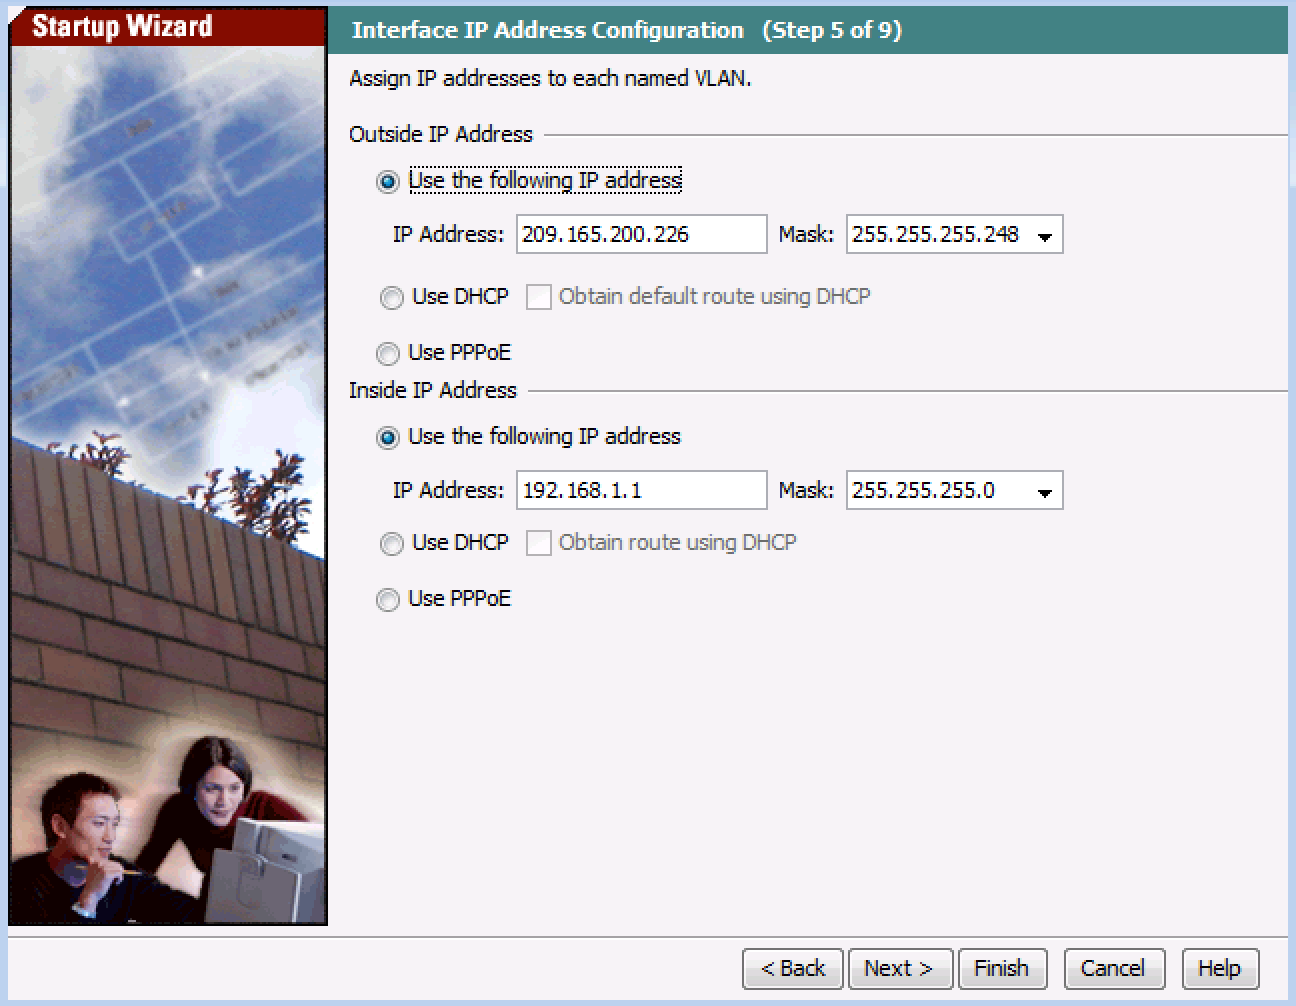 Startup Wizard
Interface IP Address Configuration (Step 5 of 9)
Assign IP addresses to each named VLAN.
Outside IP Address
Use the following IP address
IP Address: 209.165.200.226 Mask: 255.255.255.248
Use DHCP Obtain default route using DHCP
Use PPPoE
Inside IP Address
Use the following IP address
IP Address: 192.168.1.1 Mask: 255.255.255.0
Use DHCP Obtain route using DHCP
Use PPPoE
< Back Next > Finish Cancel Help